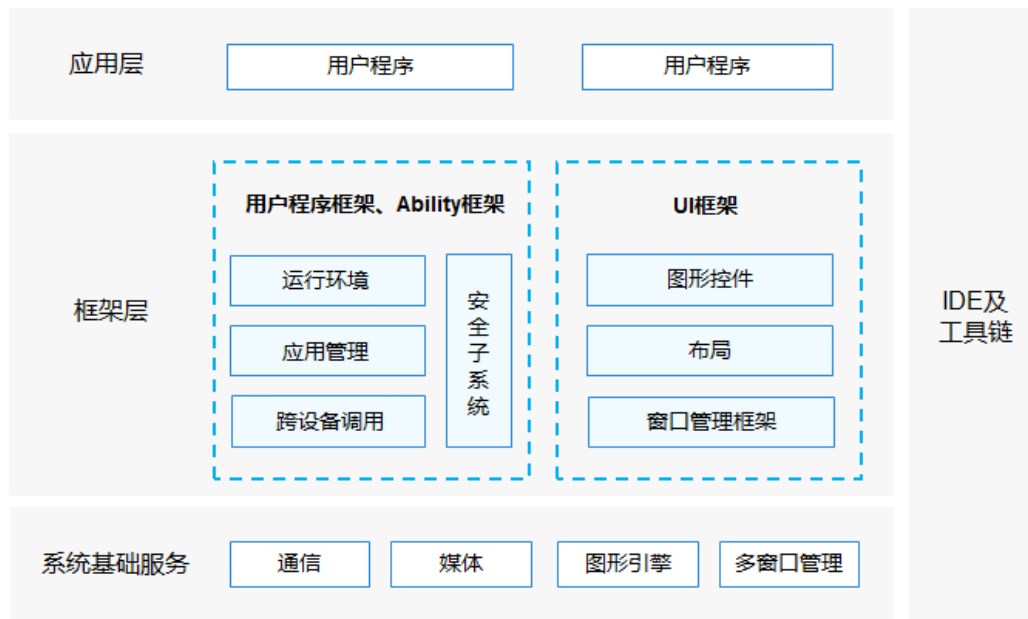 应用层
用户程序
用户程序
框架层
用户程序框架、Ability框架
运行环境
应用管理
跨设备调用
安全子系统
UI框架
图形控件
布局
窗口管理框架
系统基础服务
通信
媒体
图形引擎
多窗口管理
IDE及
工具链